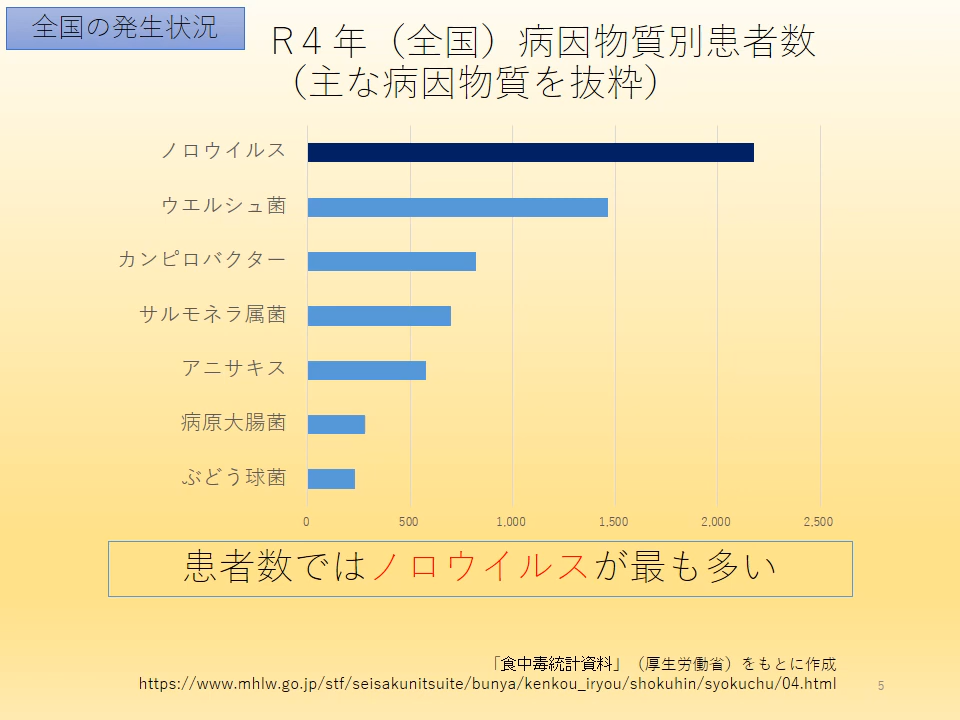 全国の発生状況
R４年（全国）病因物質別患者数
（主な病因物質を抜粋）
ノロウイルス
ウエルシュ菌
カンピロバクター
サルモネラ属菌
アニサキス
病原大腸菌
ぶどう球菌
0 500 1,000 1,500 2,000 2,500
患者数ではノロウイルスが最も多い
「食中毒統計資料」（厚生労働省）をもとに作成
https://www.mhlw.go.jp/stf/seisakunitsuite/bunya/kenkou_iryou/shokuhin/syokuchu/04.html
5